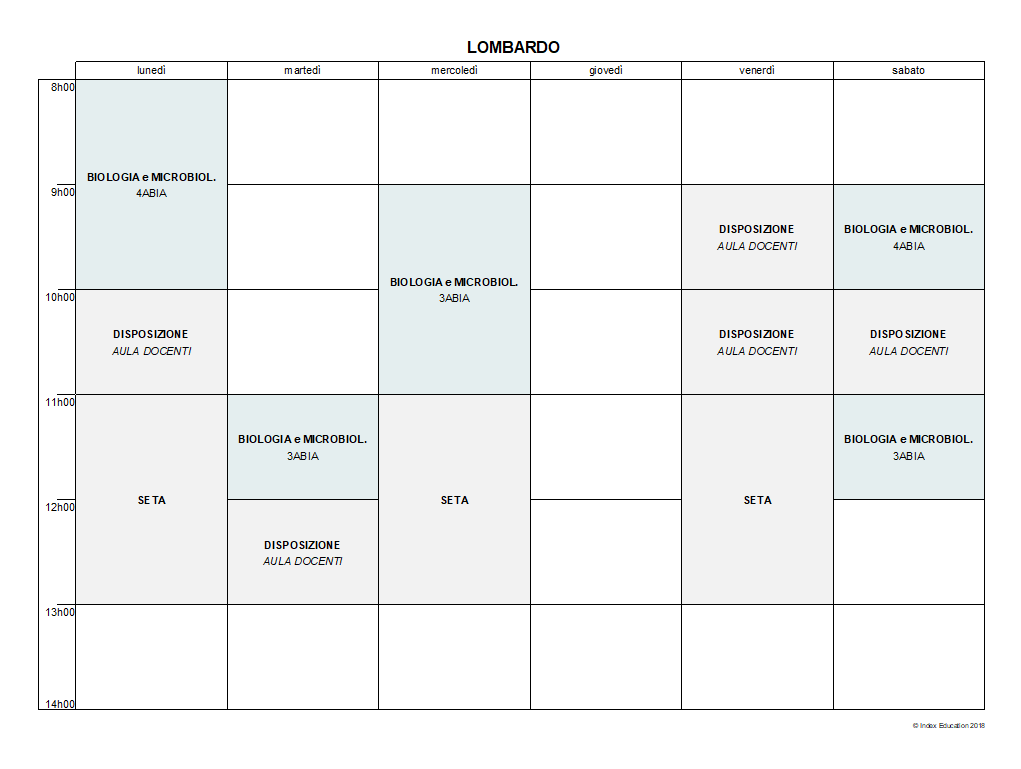 LOMBARDO
lunedì martedì mercoledì giovedì venerdì sabato
8h00
BIOLOGIA e MICROBIOL.
4ABIA
9h00
DISPOSIZIONE
AULA DOCENTI
BIOLOGIA e MICROBIOL.
4ABIA
BIOLOGIA e MICROBIOL.
3ABIA
10h00
DISPOSIZIONE
AULA DOCENTI
DISPOSIZIONE
AULA DOCENTI
DISPOSIZIONE
AULA DOCENTI
11h00
BIOLOGIA e MICROBIOL.
3ABIA
BIOLOGIA e MICROBIOL.
3ABIA
SETA
SETA
SETA
12h00
DISPOSIZIONE
AULA DOCENTI
13h00
14h00
© Index Education 2018